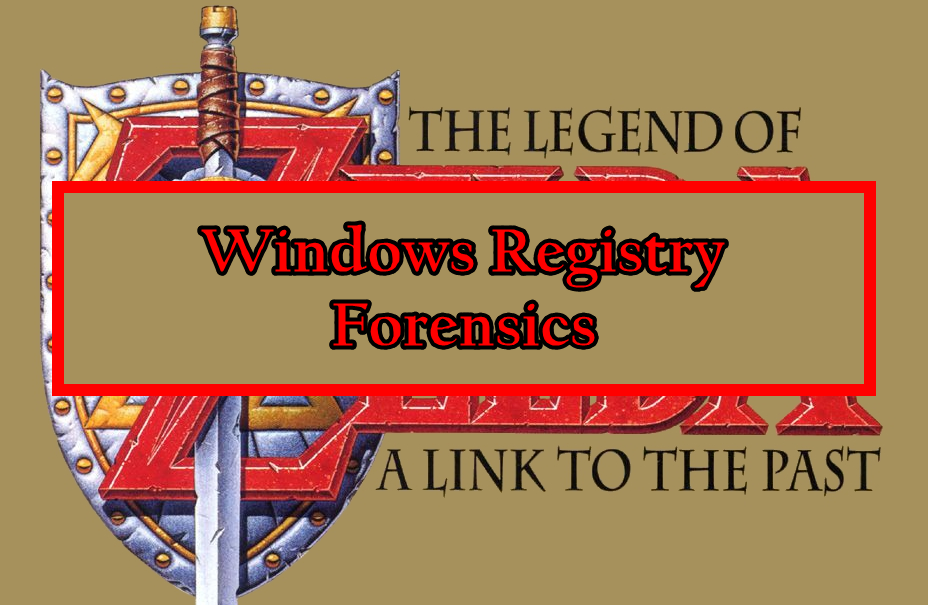 THE LEGEND OF
Windows Registry
Forensics
A LINK TO THE PAST